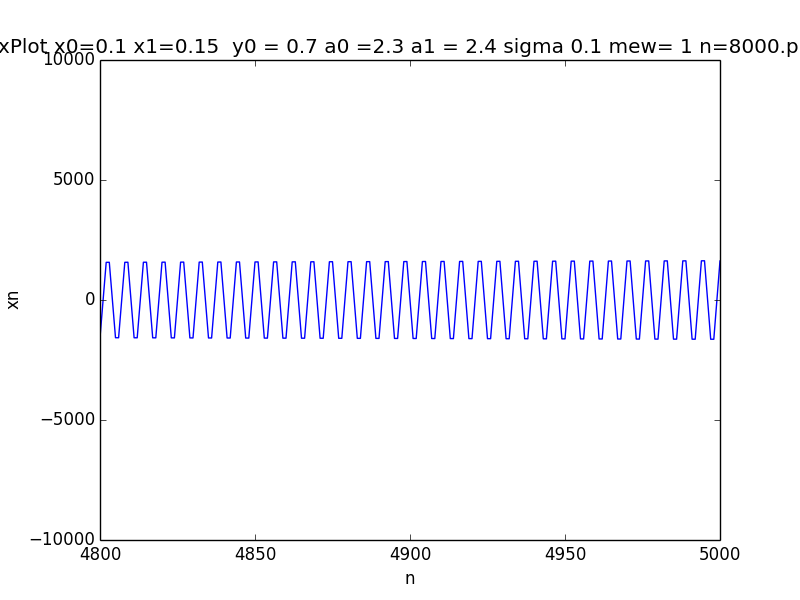 xPlot x0=0.1 x1=0.15  y0 = 0.7 a0 =2.3 a1 = 2.4 sigma 0.1 mew= 1 n=8000.p
10000
5000
0
−5000
−10000
xn
4800 4850 4900 4950 5000
n